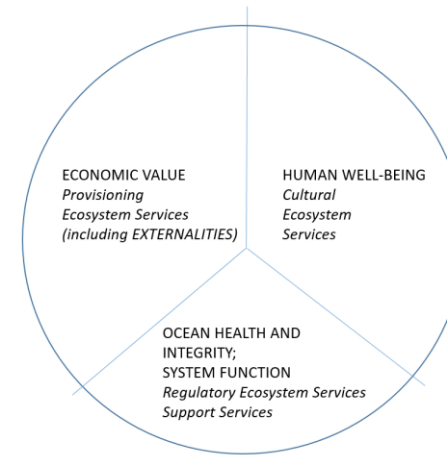 ECONOMIC VALUE
Provisioning
Ecosystem Services
(including EXTERNALITIES)
HUMAN WELL-BEING
Cultural
Ecosystem
Services
OCEAN HEALTH AND
INTEGRITY;
SYSTEM FUNCTION
Regulatory Ecosystem Services
Support Services